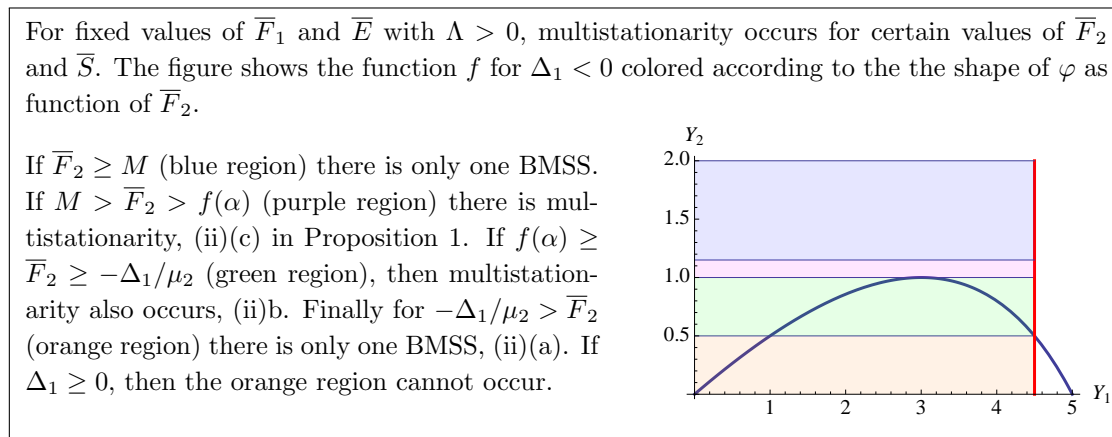 For fixed values of F̅₁ and E̅ with Λ > 0, multistationarity occurs for certain values of F̅₂
and S̅. The figure shows the function f for Δ₁ < 0 colored according to the the shape of φ as
function of F̅₂.
If F̅₂ ≥ M (blue region) there is only one BMSS.
If M > F̅₂ > f(α) (purple region) there is mul-
tistationarity, (ii)(c) in Proposition 1. If f(α) ≥
F̅₂ ≥ −Δ₁/μ₂ (green region), then multistation-
arity also occurs, (ii)b. Finally for −Δ₁/μ₂ > F̅₂
(orange region) there is only one BMSS, (ii)(a). If
Δ₁ ≥ 0, then the orange region cannot occur.
Y₂
2.0
1.5
1.0
0.5
1 2 3 4 5 Y₁